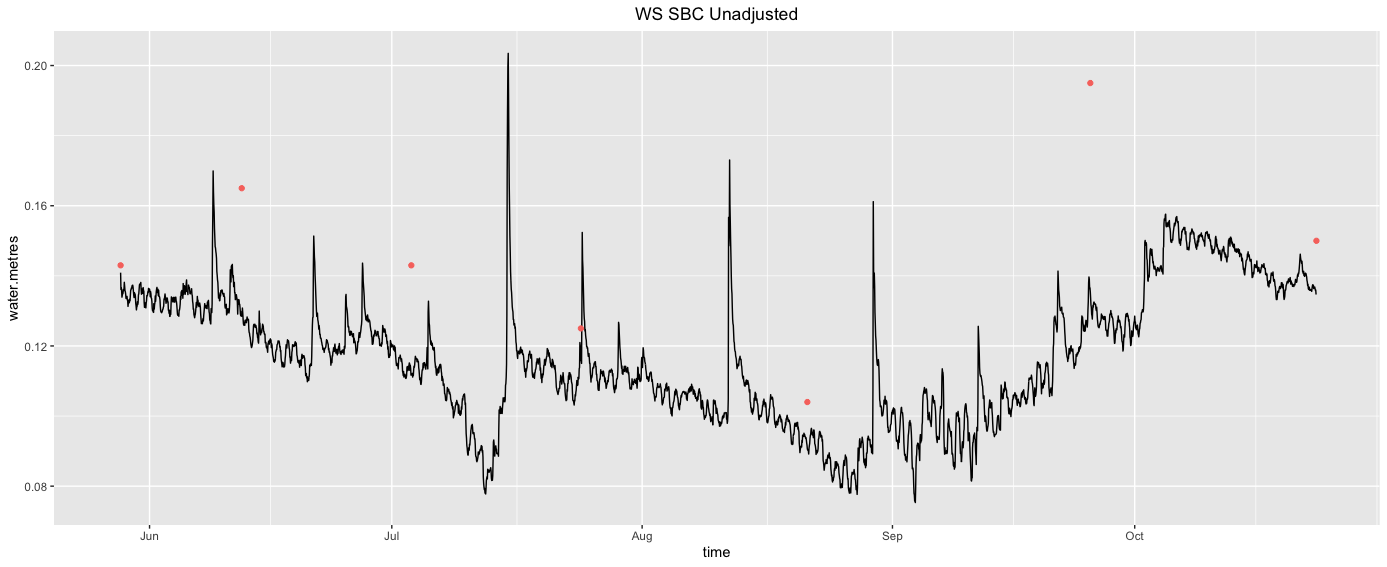 WS SBC Unadjusted
water.metres
0.20
0.16
0.12
0.08
Jun Jul Aug Sep Oct
time